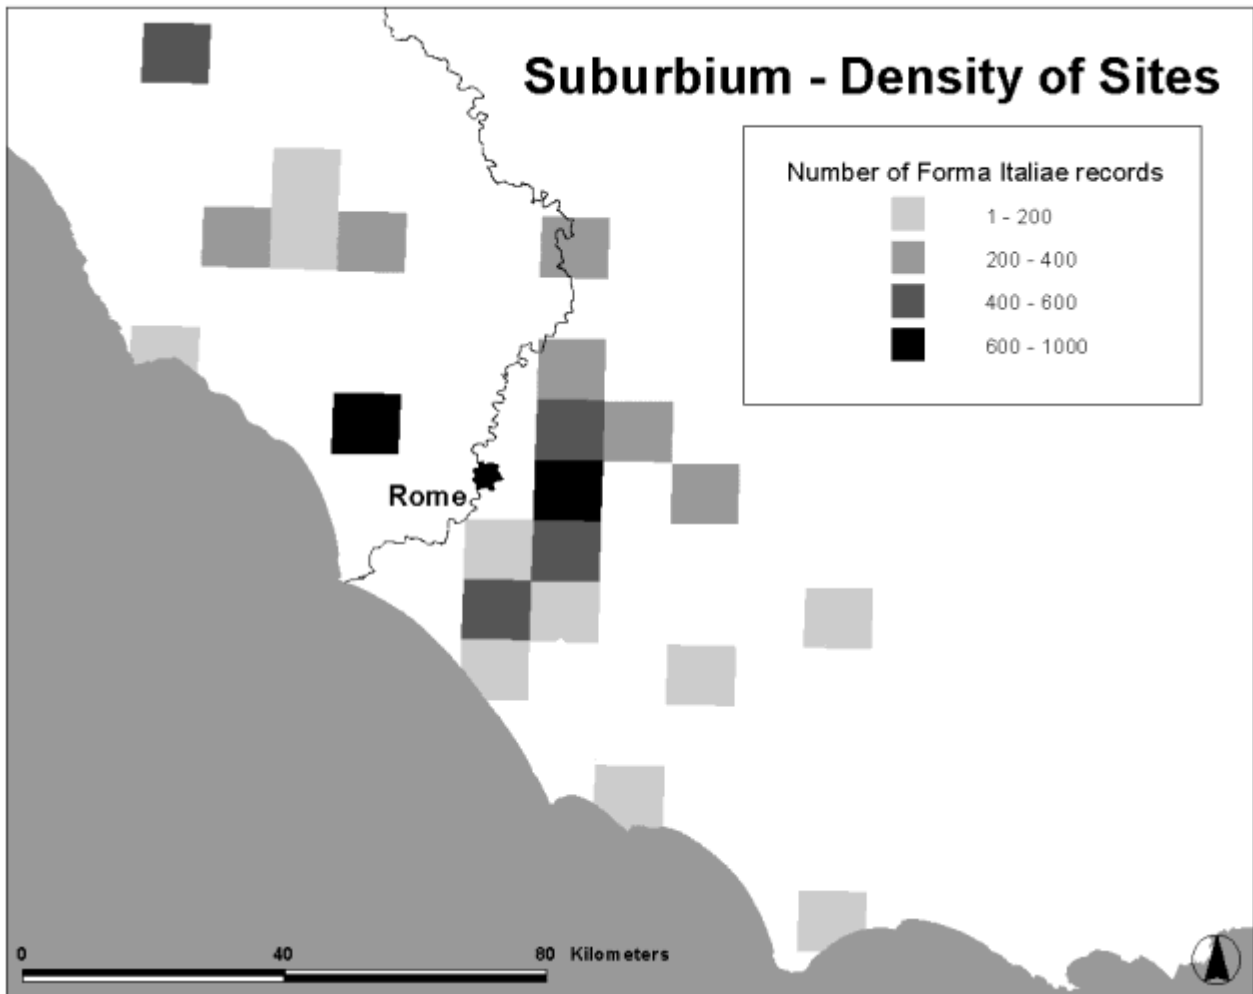 Suburbium - Density of Sites
Number of Forma Italiae records
1 - 200
200 - 400
400 - 600
600 - 1000
Rome
0 40 80 Kilometers